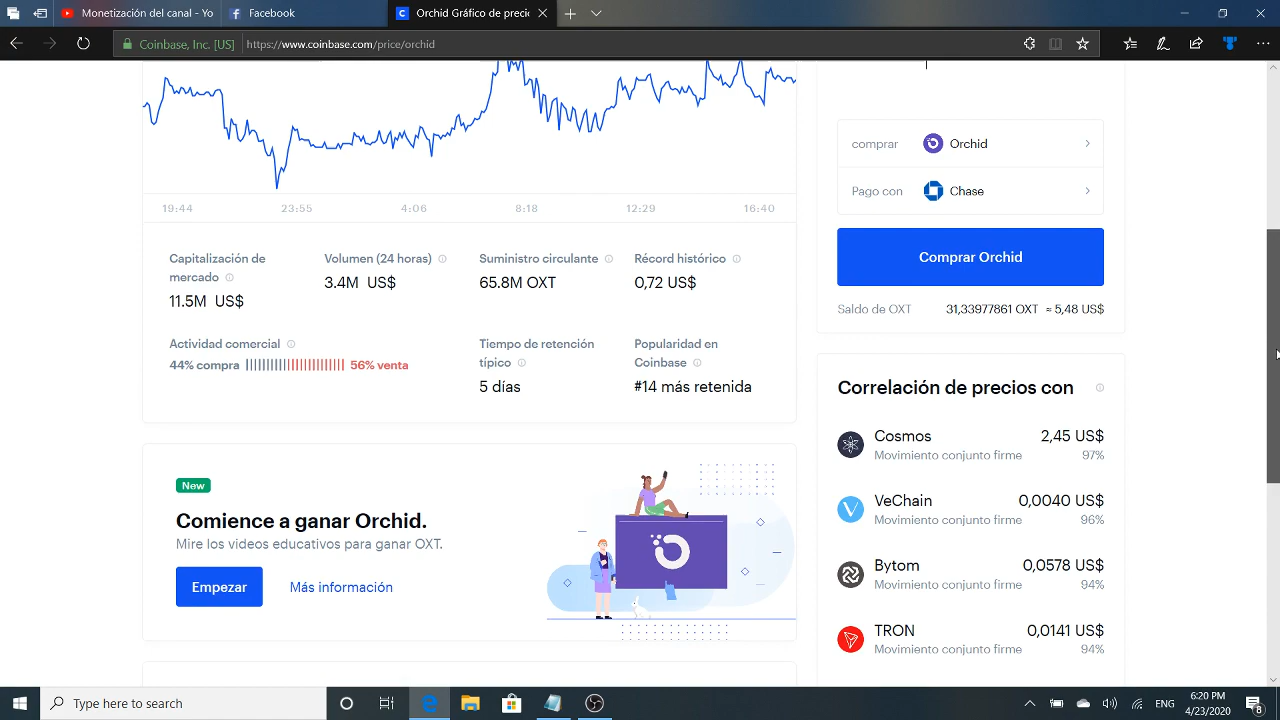 Monetización del canal - Yo
Facebook
Orchid Gráfico de preci
Coinbase, Inc. [US]
https://www.coinbase.com/price/orchid
19:44 23:55 4:06 8:18 12:29 16:40
Capitalización de
mercado
11.5M US$
Volumen (24 horas)
3.4M US$
Suministro circulante
65.8M OXT
Récord histórico
0,72 US$
Actividad comercial
44% compra 56% venta
Tiempo de retención
típico
5 días
Popularidad en
Coinbase
#14 más retenida
New
Comience a ganar Orchid.
Mire los videos educativos para ganar OXT.
Empezar Más información
comprar Orchid
Pago con Chase
Comprar Orchid
Saldo de OXT 31,33977861 OXT ≈ 5,48 US$
Correlación de precios con
Cosmos 2,45 US$
Movimiento conjunto firme 97%
VeChain 0,0040 US$
Movimiento conjunto firme 96%
Bytom 0,0578 US$
Movimiento conjunto firme 94%
TRON 0,0141 US$
Movimiento conjunto firme 94%
Type here to search
ENG
6:20 PM
4/23/2020
8